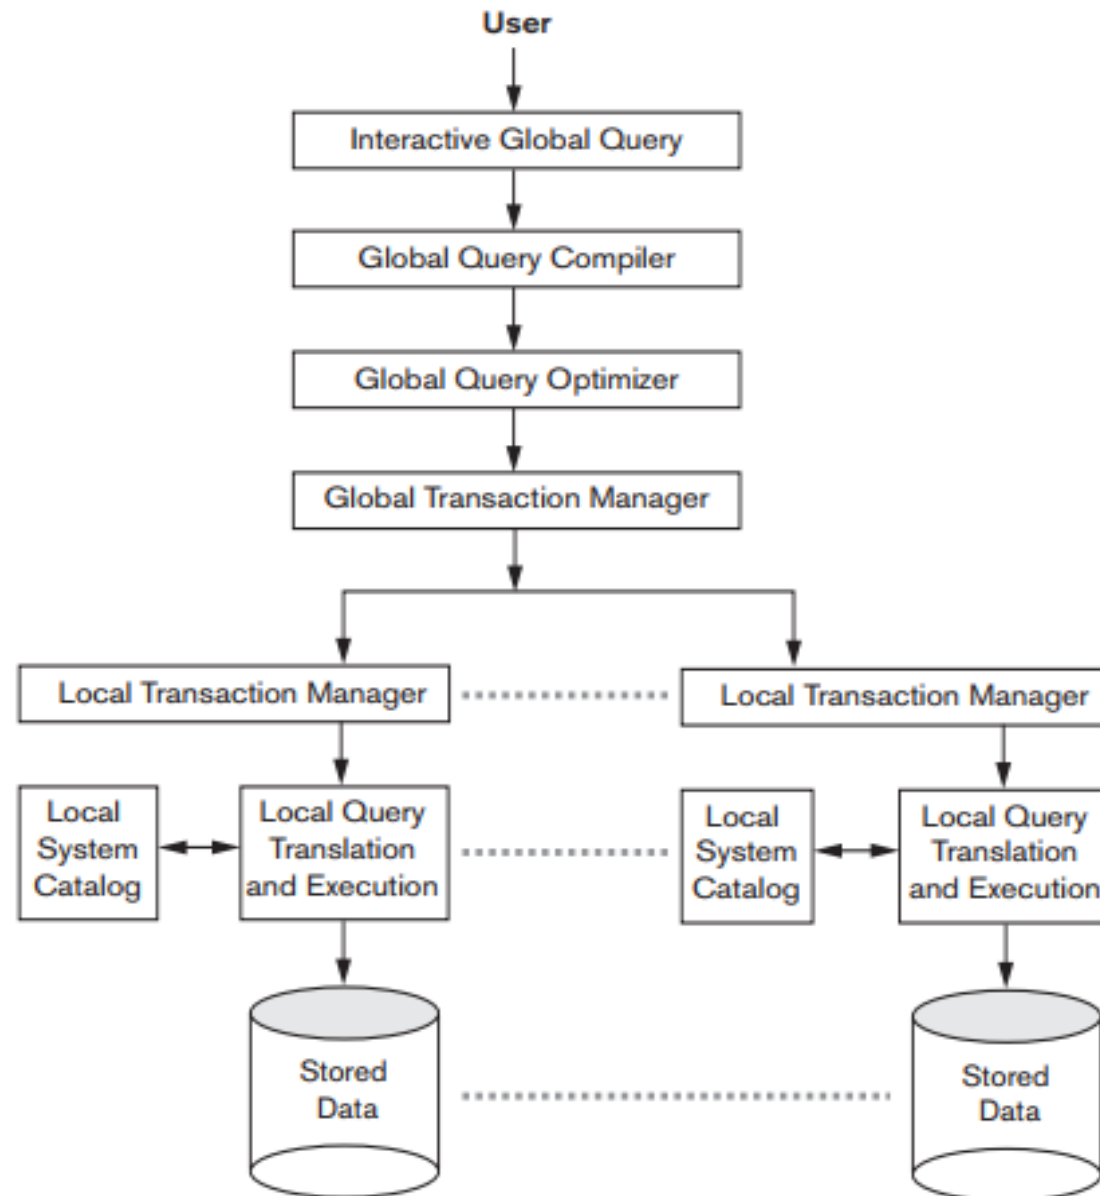 User
Interactive Global Query
Global Query Compiler
Global Query Optimizer
Global Transaction Manager
Local Transaction Manager
Local Transaction Manager
Local
System
Catalog
Local Query
Translation
and Execution
Local
System
Catalog
Local Query
Translation
and Execution
Stored
Data
Stored
Data